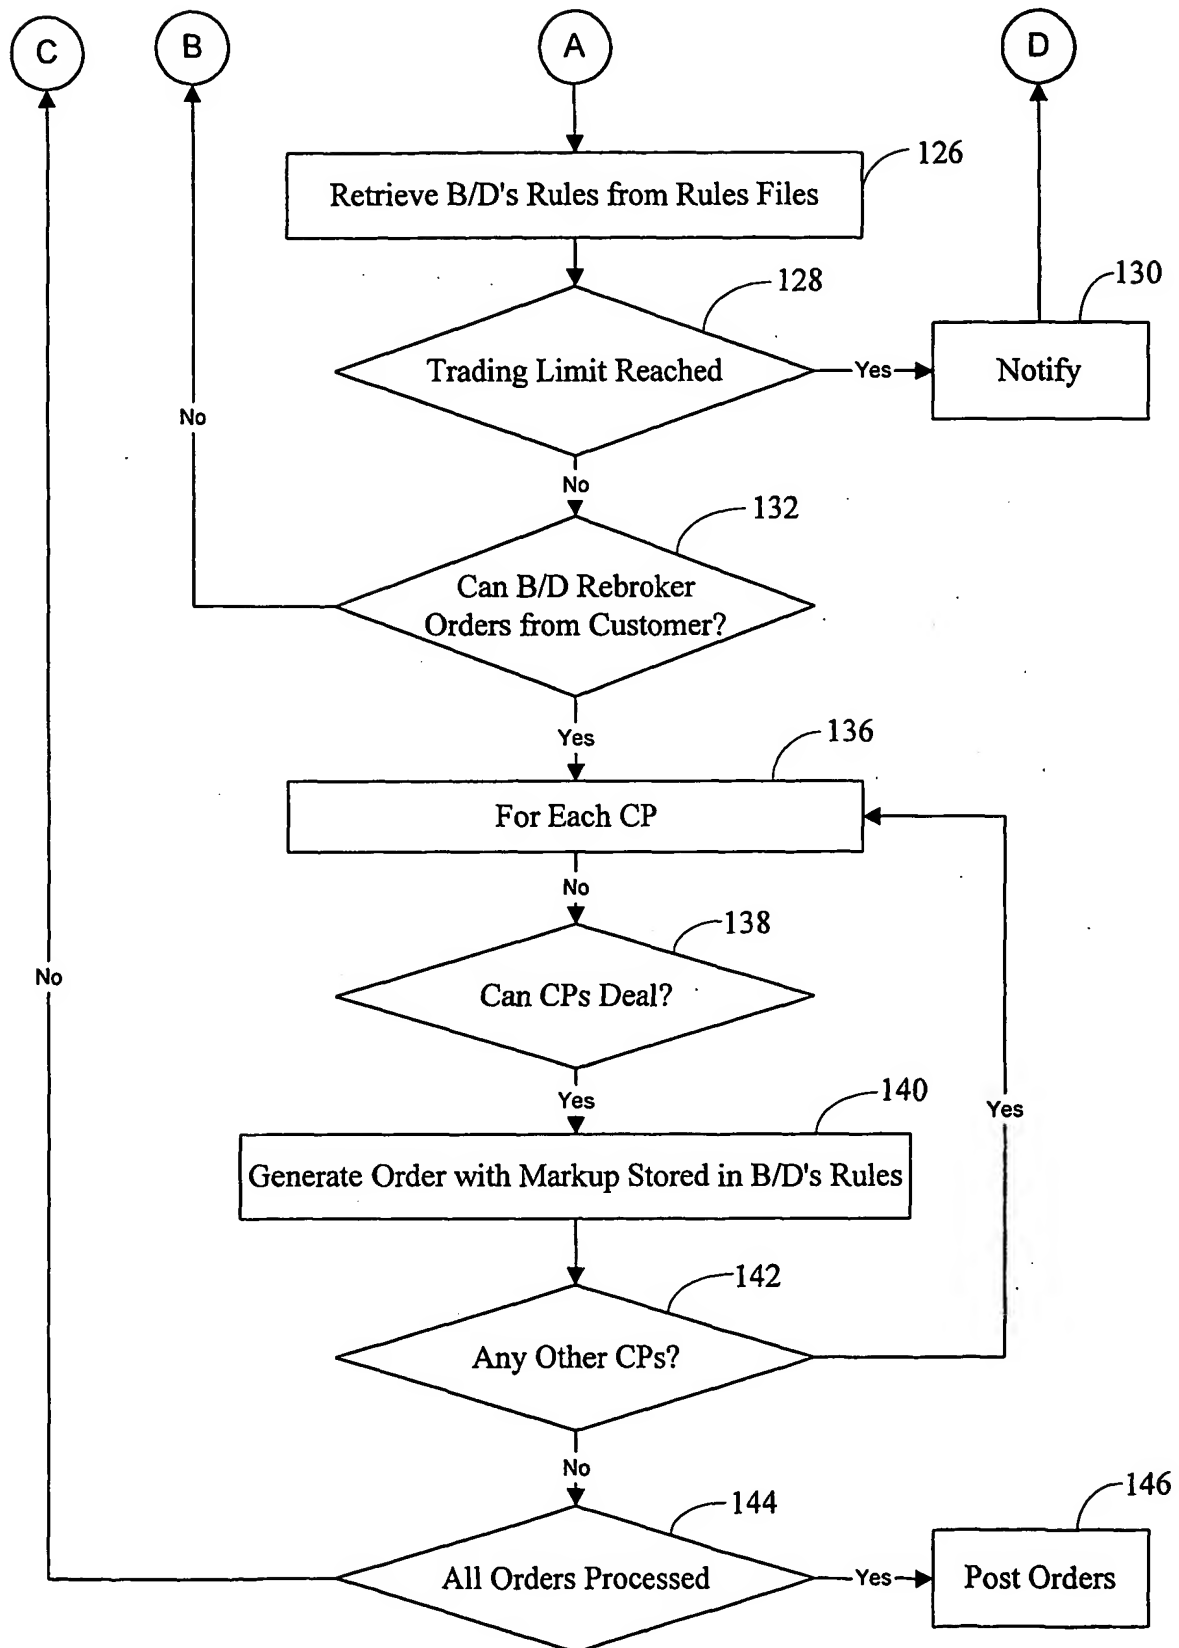 C
B
A
D
126
Retrieve B/D's Rules from Rules Files
128
130
Trading Limit Reached
Yes
Notify
No
No
132
Can B/D Rebroker
Orders from Customer?
Yes
136
For Each CP
No
138
No
Can CPs Deal?
Yes
140
Yes
Generate Order with Markup Stored in B/D's Rules
142
Any Other CPs?
No
144
146
All Orders Processed
Yes
Post Orders